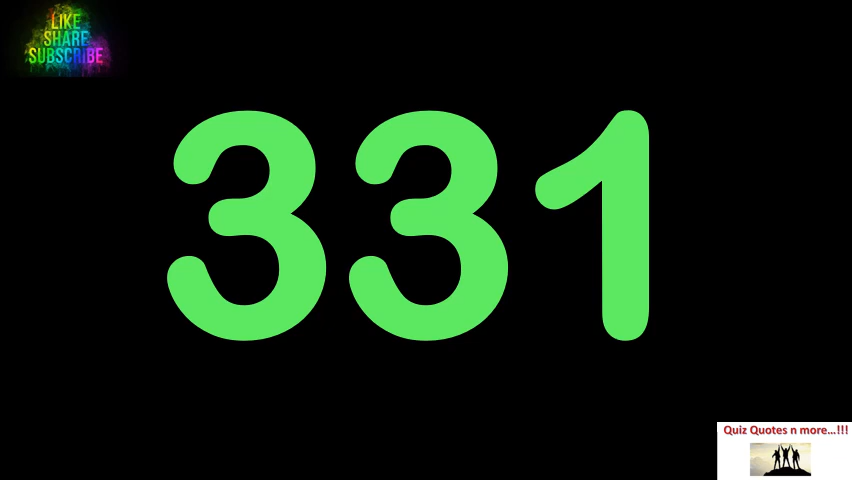 LIKE
SHARE
SUBSCRIBE
331
Quiz Quotes n more...!!!